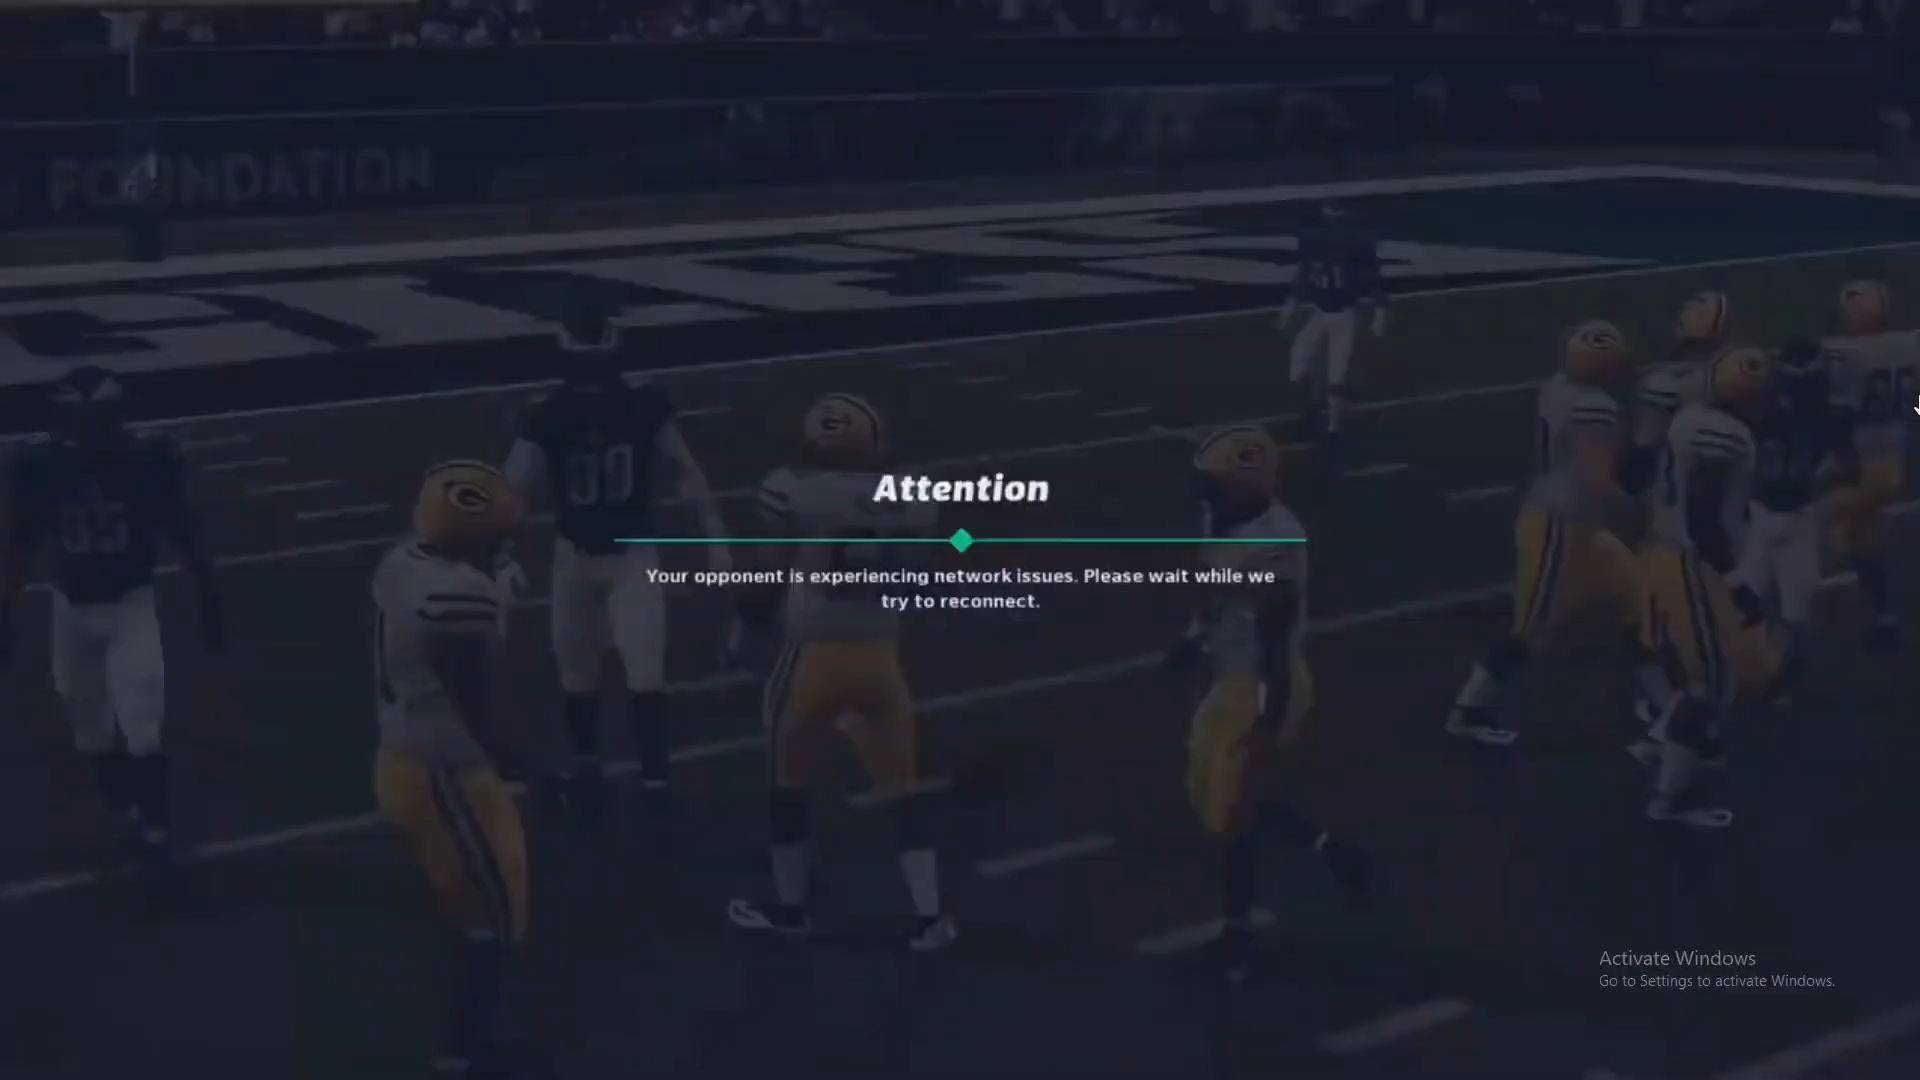 FOUNDATION
Attention
Your opponent is experiencing network issues. Please wait while we
try to reconnect.
Activate Windows
Go to Settings to activate Windows.